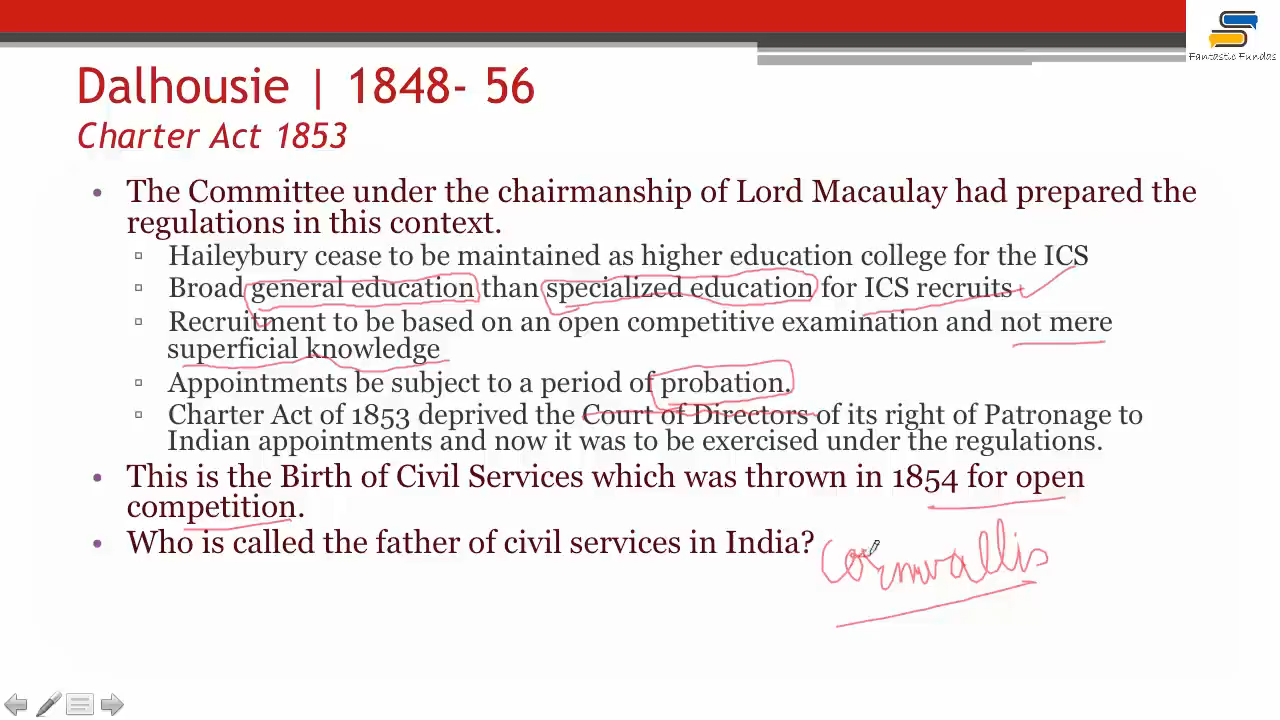 Fantastic Fundas
Dalhousie | 1848- 56
Charter Act 1853
• The Committee under the chairmanship of Lord Macaulay had prepared the
regulations in this context.
▫ Haileybury cease to be maintained as higher education college for the ICS
▫ Broad general education than specialized education for ICS recruits
▫ Recruitment to be based on an open competitive examination and not mere
superficial knowledge
▫ Appointments be subject to a period of probation.
▫ Charter Act of 1853 deprived the Court of Directors of its right of Patronage to
Indian appointments and now it was to be exercised under the regulations.
• This is the Birth of Civil Services which was thrown in 1854 for open
competition.
• Who is called the father of civil services in India? Cornwallis